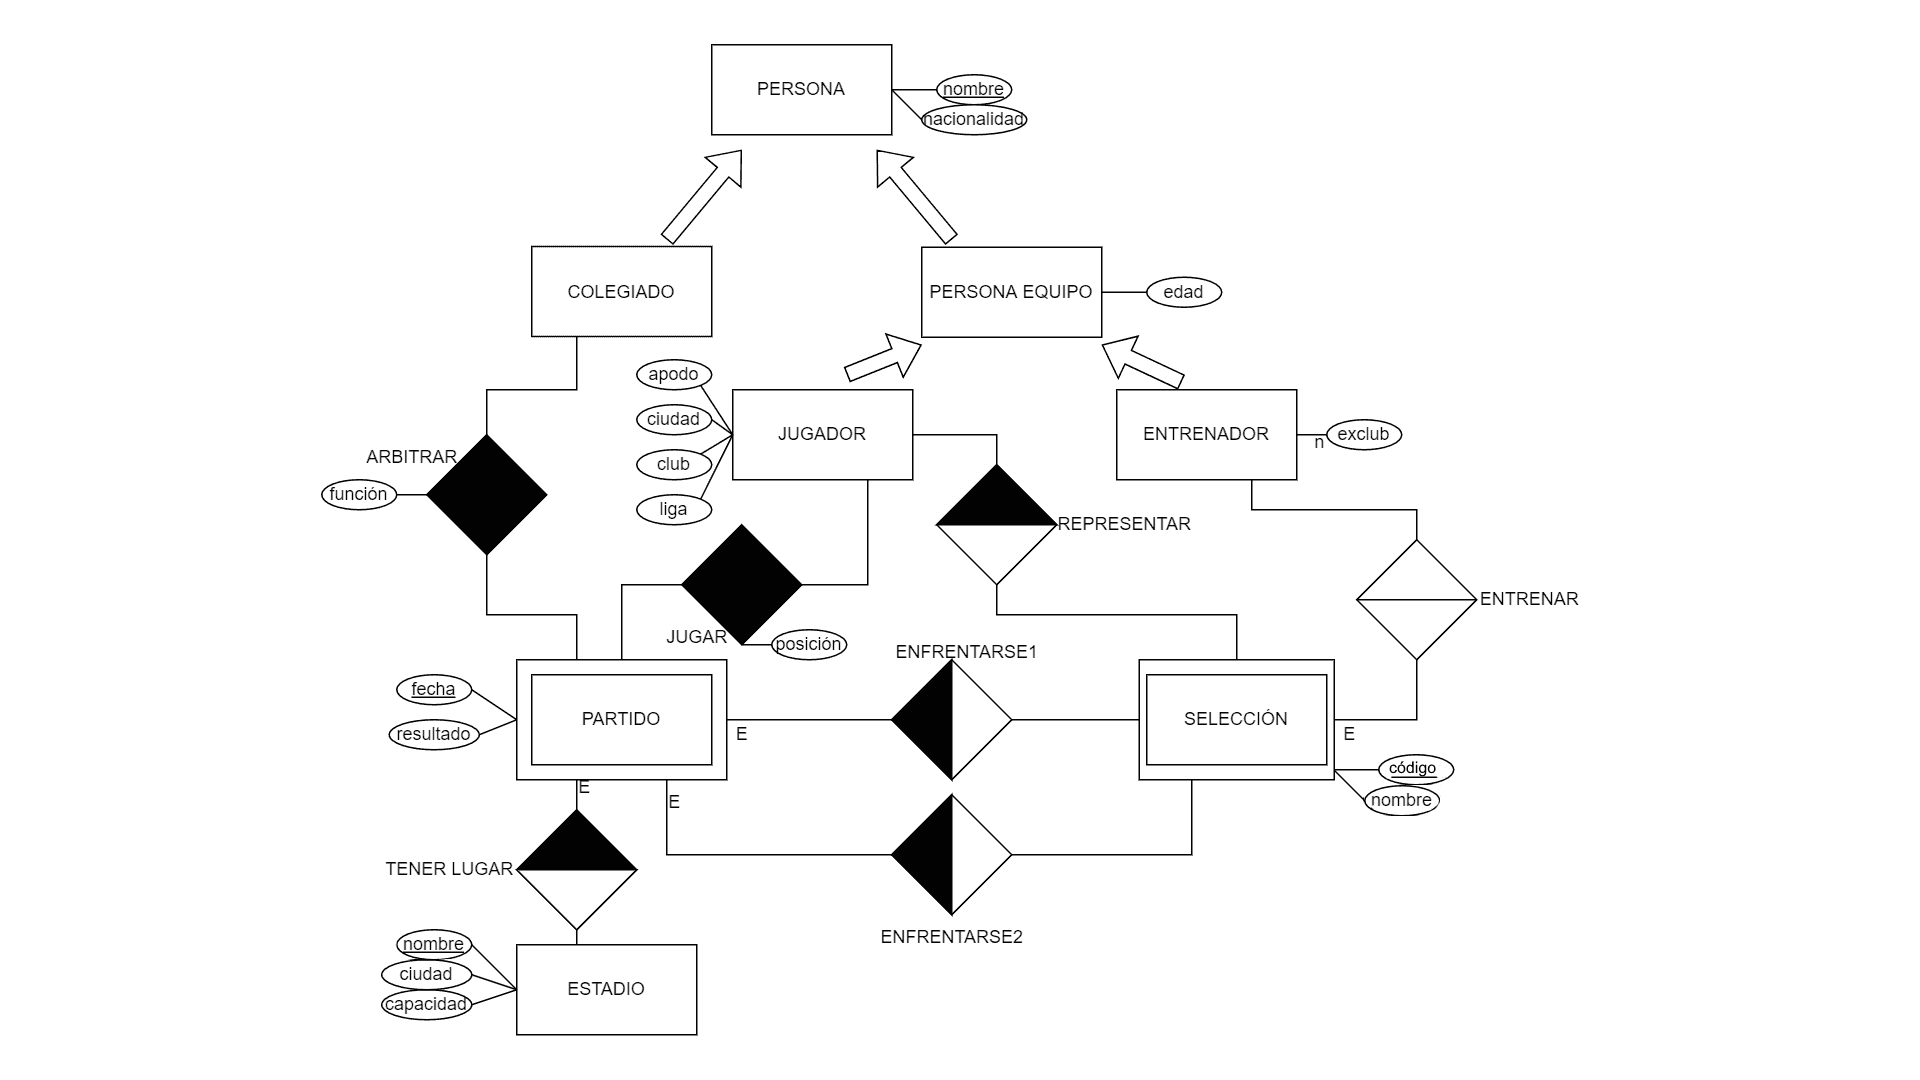 PERSONA
nombre
nacionalidad
COLEGIADO
PERSONA EQUIPO
edad
apodo
ciudad
club
liga
JUGADOR
ENTRENADOR
n
exclub
ARBITRAR
función
REPRESENTAR
ENTRENAR
JUGAR
posición
ENFRENTARSE1
fecha
resultado
PARTIDO
E
SELECCIÓN
E
código
nombre
E
E
TENER LUGAR
ENFRENTARSE2
nombre
ciudad
capacidad
ESTADIO